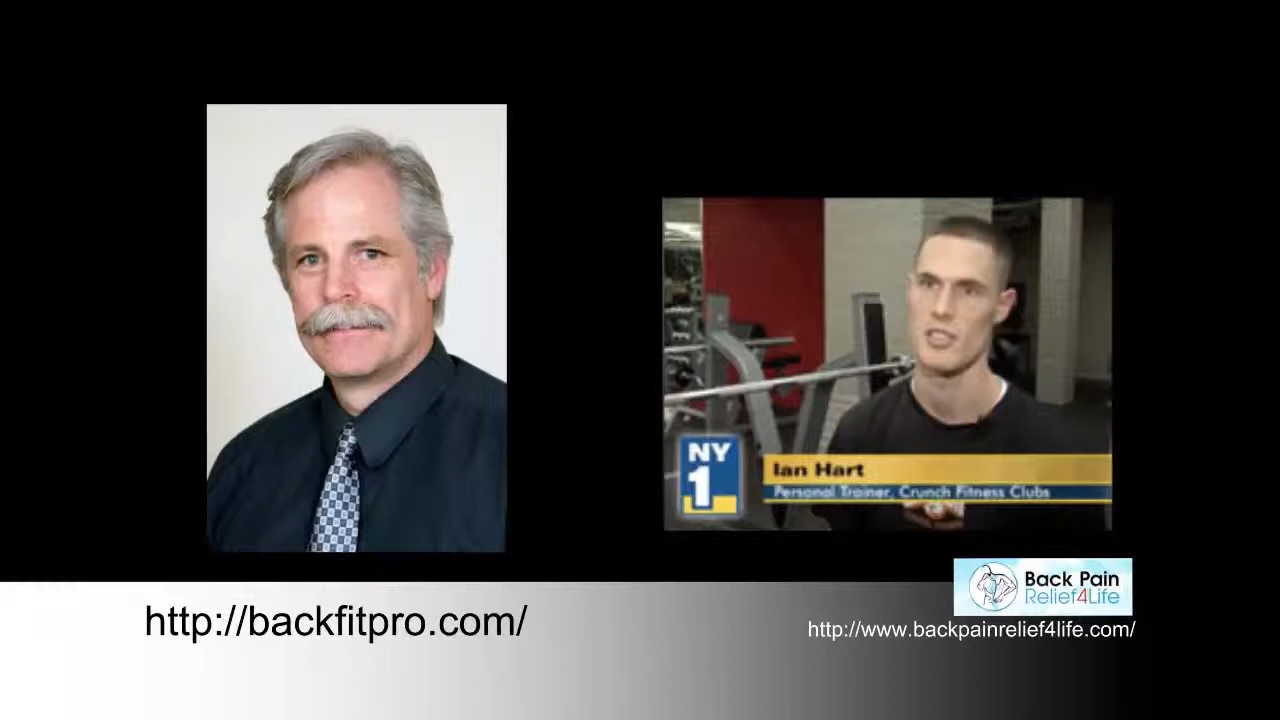 NY
1
Ian Hart
Personal Trainer, Crunch Fitness Clubs
Back Pain
Relief4Life
http://backfitpro.com/
http://www.backpainrelief4life.com/